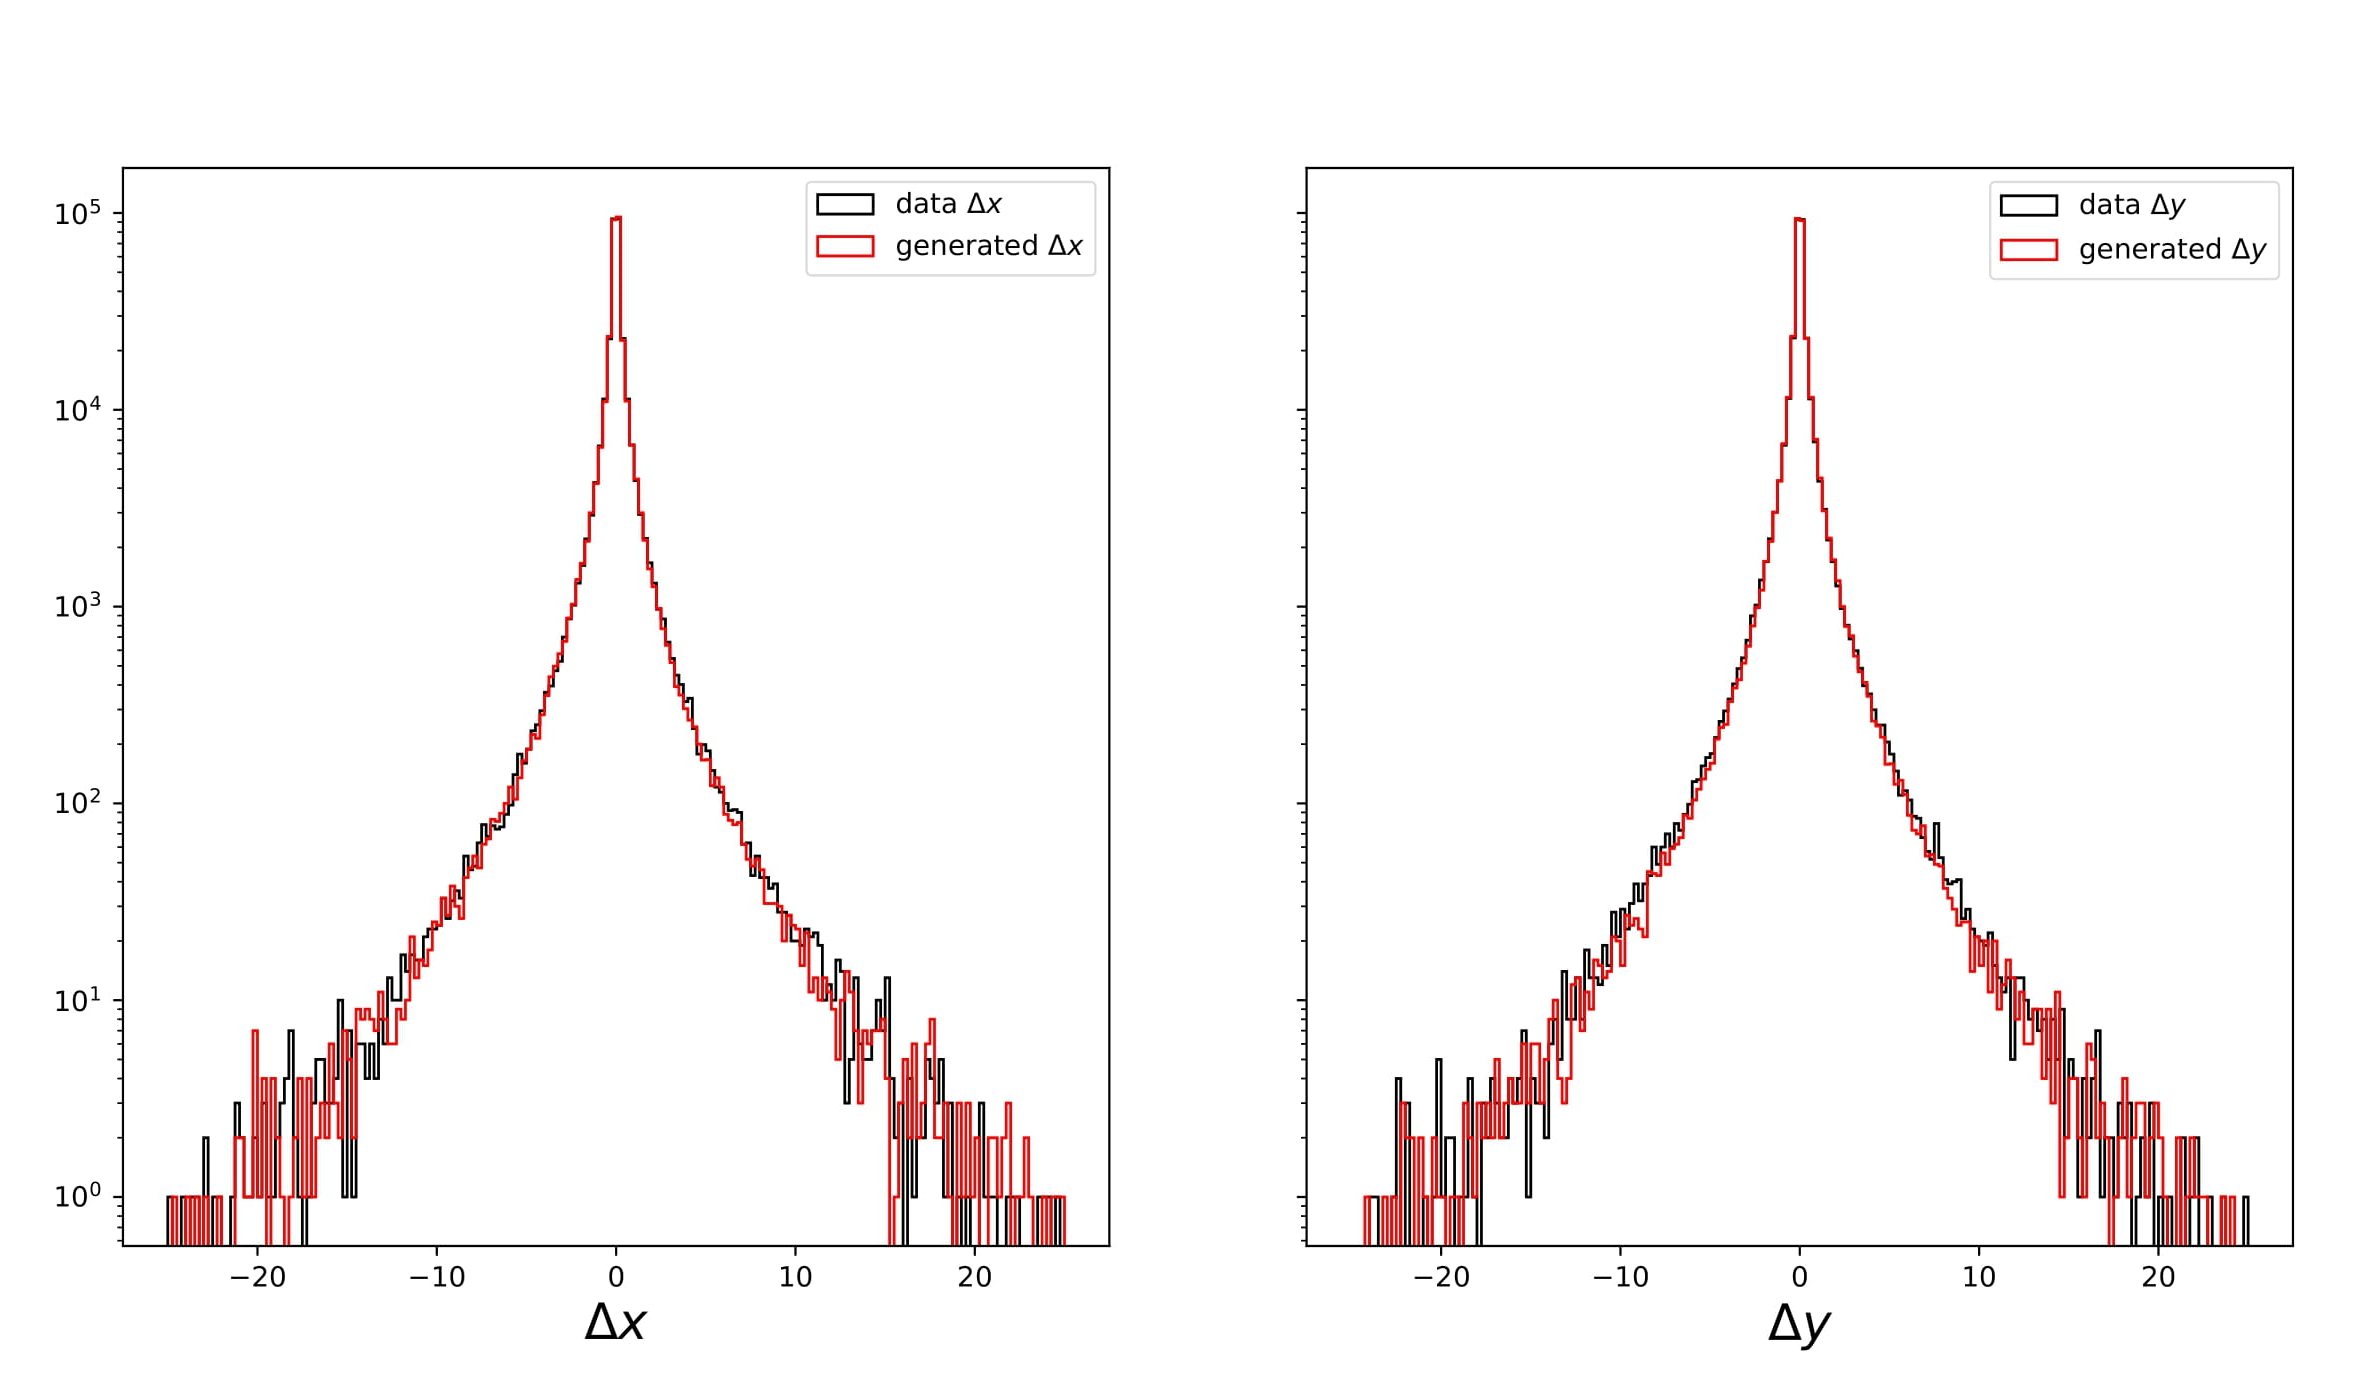 10⁵
10⁴
10³
10²
10¹
10⁰
−20 −10 0 10 20
Δx
data Δx
generated Δx
−20 −10 0 10 20
Δy
data Δy
generated Δy